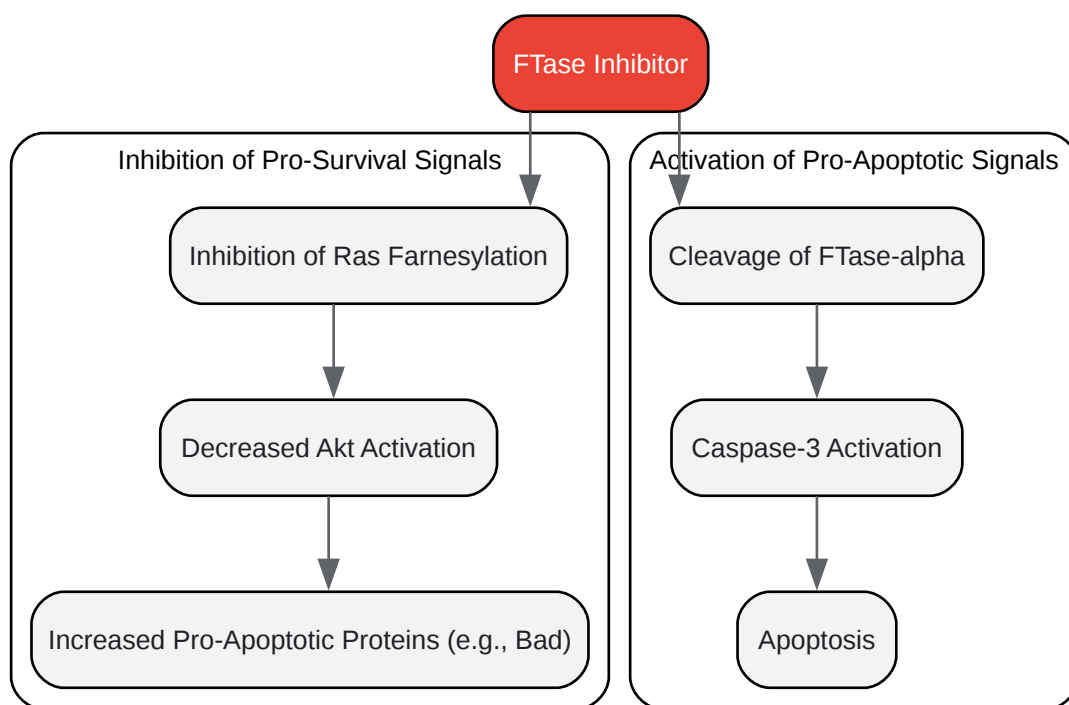 FTase Inhibitor
Inhibition of Pro-Survival Signals
Activation of Pro-Apoptotic Signals
Inhibition of Ras Farnesylation
Cleavage of FTase-alpha
Decreased Akt Activation
Caspase-3 Activation
Increased Pro-Apoptotic Proteins (e.g., Bad)
Apoptosis